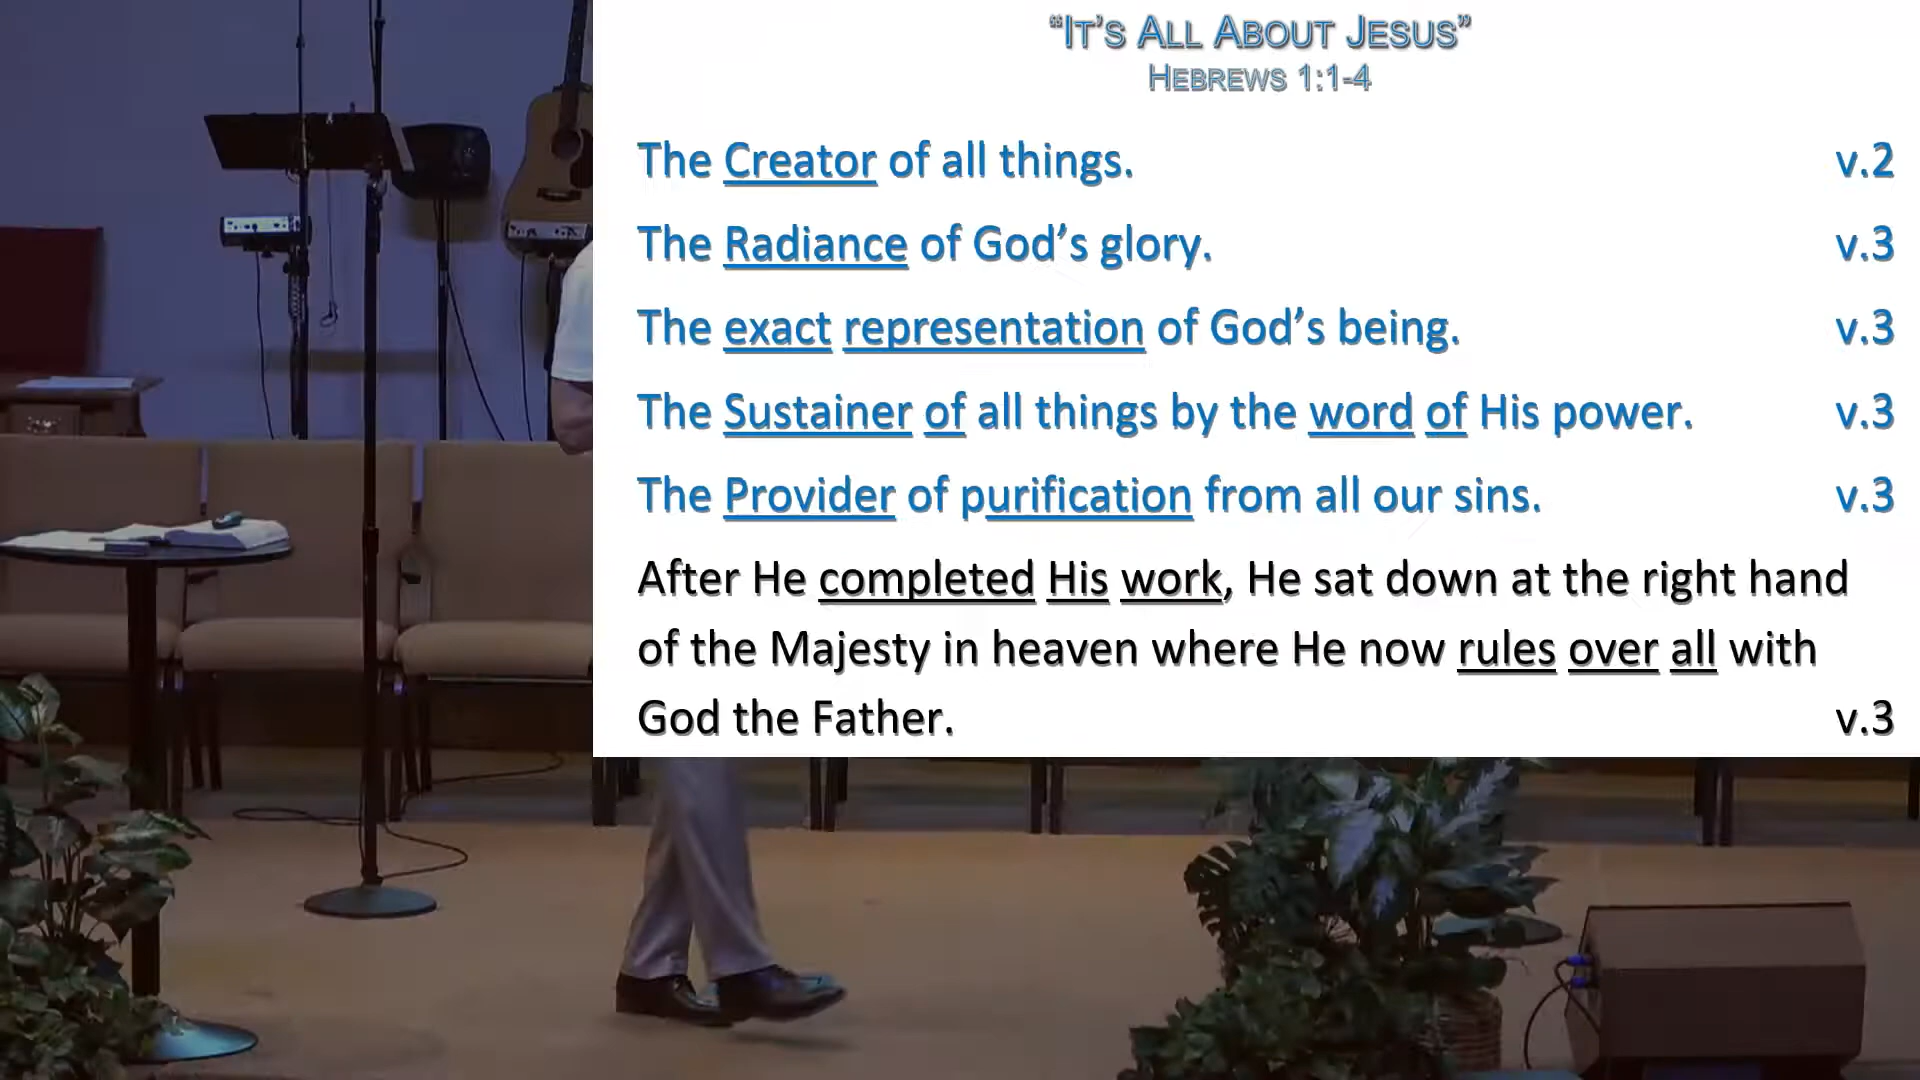 “IT’S ALL ABOUT JESUS”
HEBREWS 1:1-4
The Creator of all things. v.2
The Radiance of God’s glory. v.3
The exact representation of God’s being. v.3
The Sustainer of all things by the word of His power. v.3
The Provider of purification from all our sins. v.3
After He completed His work, He sat down at the right hand
of the Majesty in heaven where He now rules over all with
God the Father. v.3